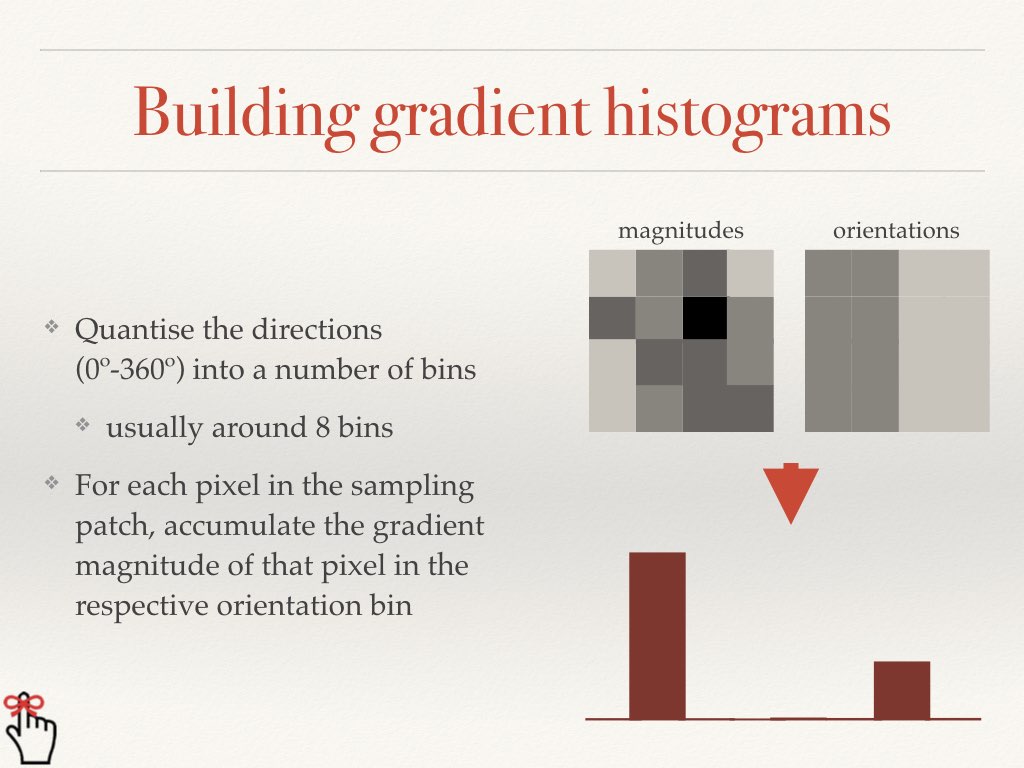 Building gradient histograms
magnitudes
orientations
❖ Quantise the directions
(0º-360º) into a number of bins
❖ usually around 8 bins
❖ For each pixel in the sampling
patch, accumulate the gradient
magnitude of that pixel in the
respective orientation bin